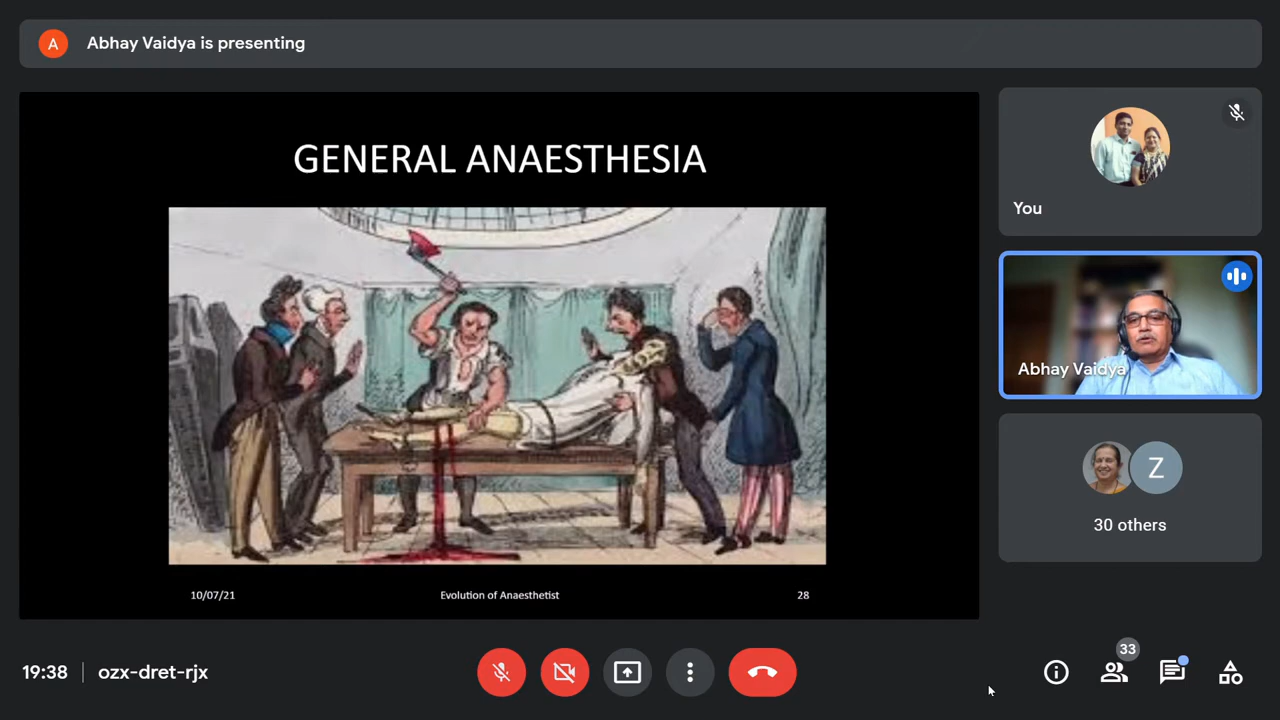 A
Abhay Vaidya is presenting
GENERAL ANAESTHESIA
10/07/21
Evolution of Anaesthetist
28
You
Abhay Vaidya
Z
30 others
19:38
ozx-dret-rjx
33